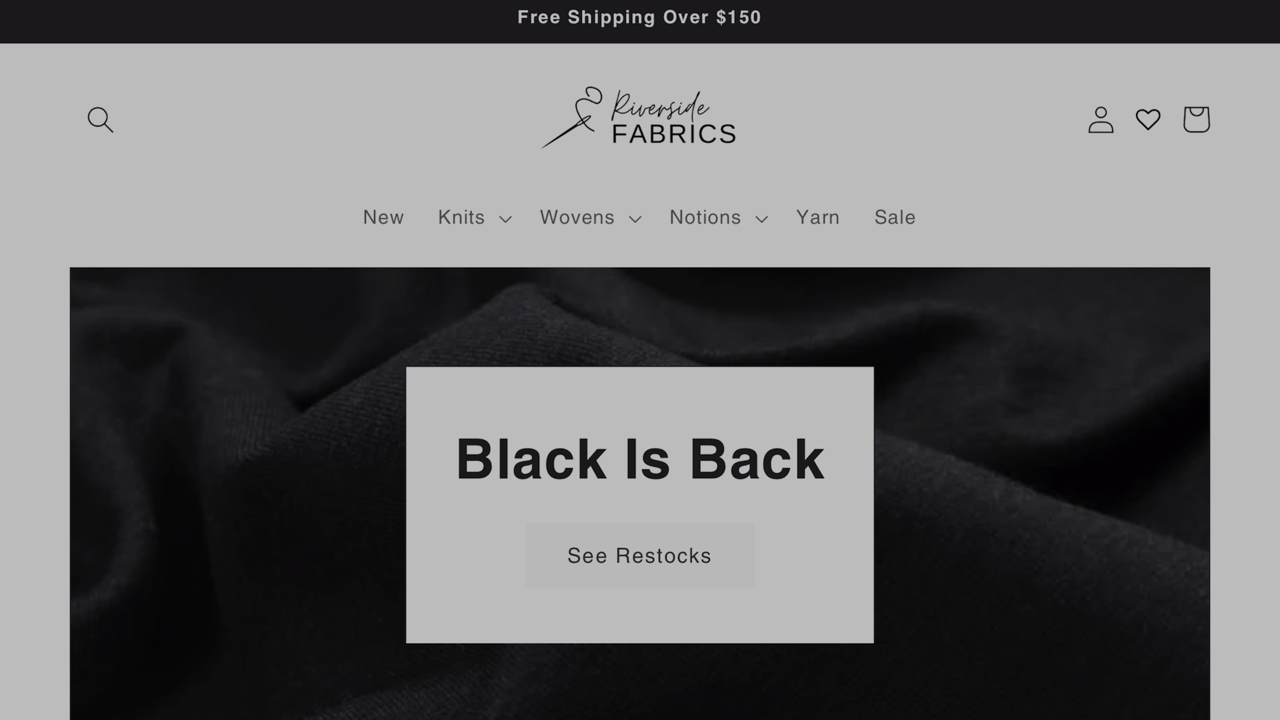 Free Shipping Over $150
Riverside
FABRICS
New Knits Wovens Notions Yarn Sale
Black Is Back
See Restocks